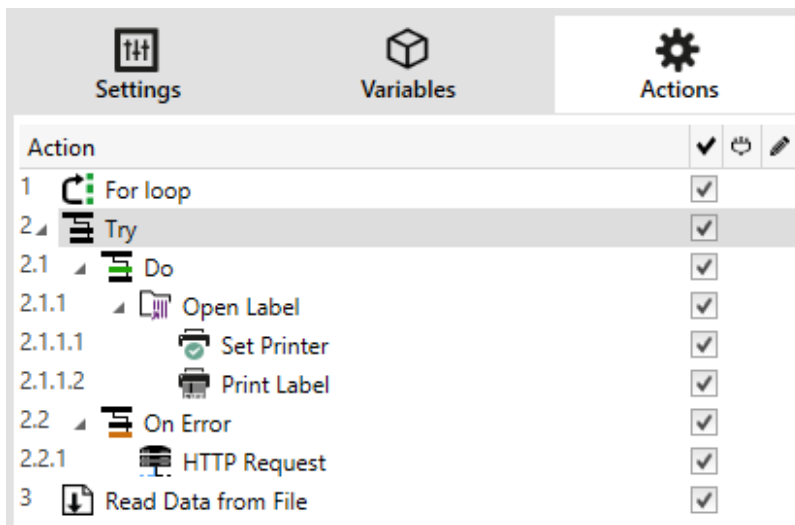 Settings Variables Actions
Action
1 For loop
2 Try
2.1 Do
2.1.1 Open Label
2.1.1.1 Set Printer
2.1.1.2 Print Label
2.2 On Error
2.2.1 HTTP Request
3 Read Data from File